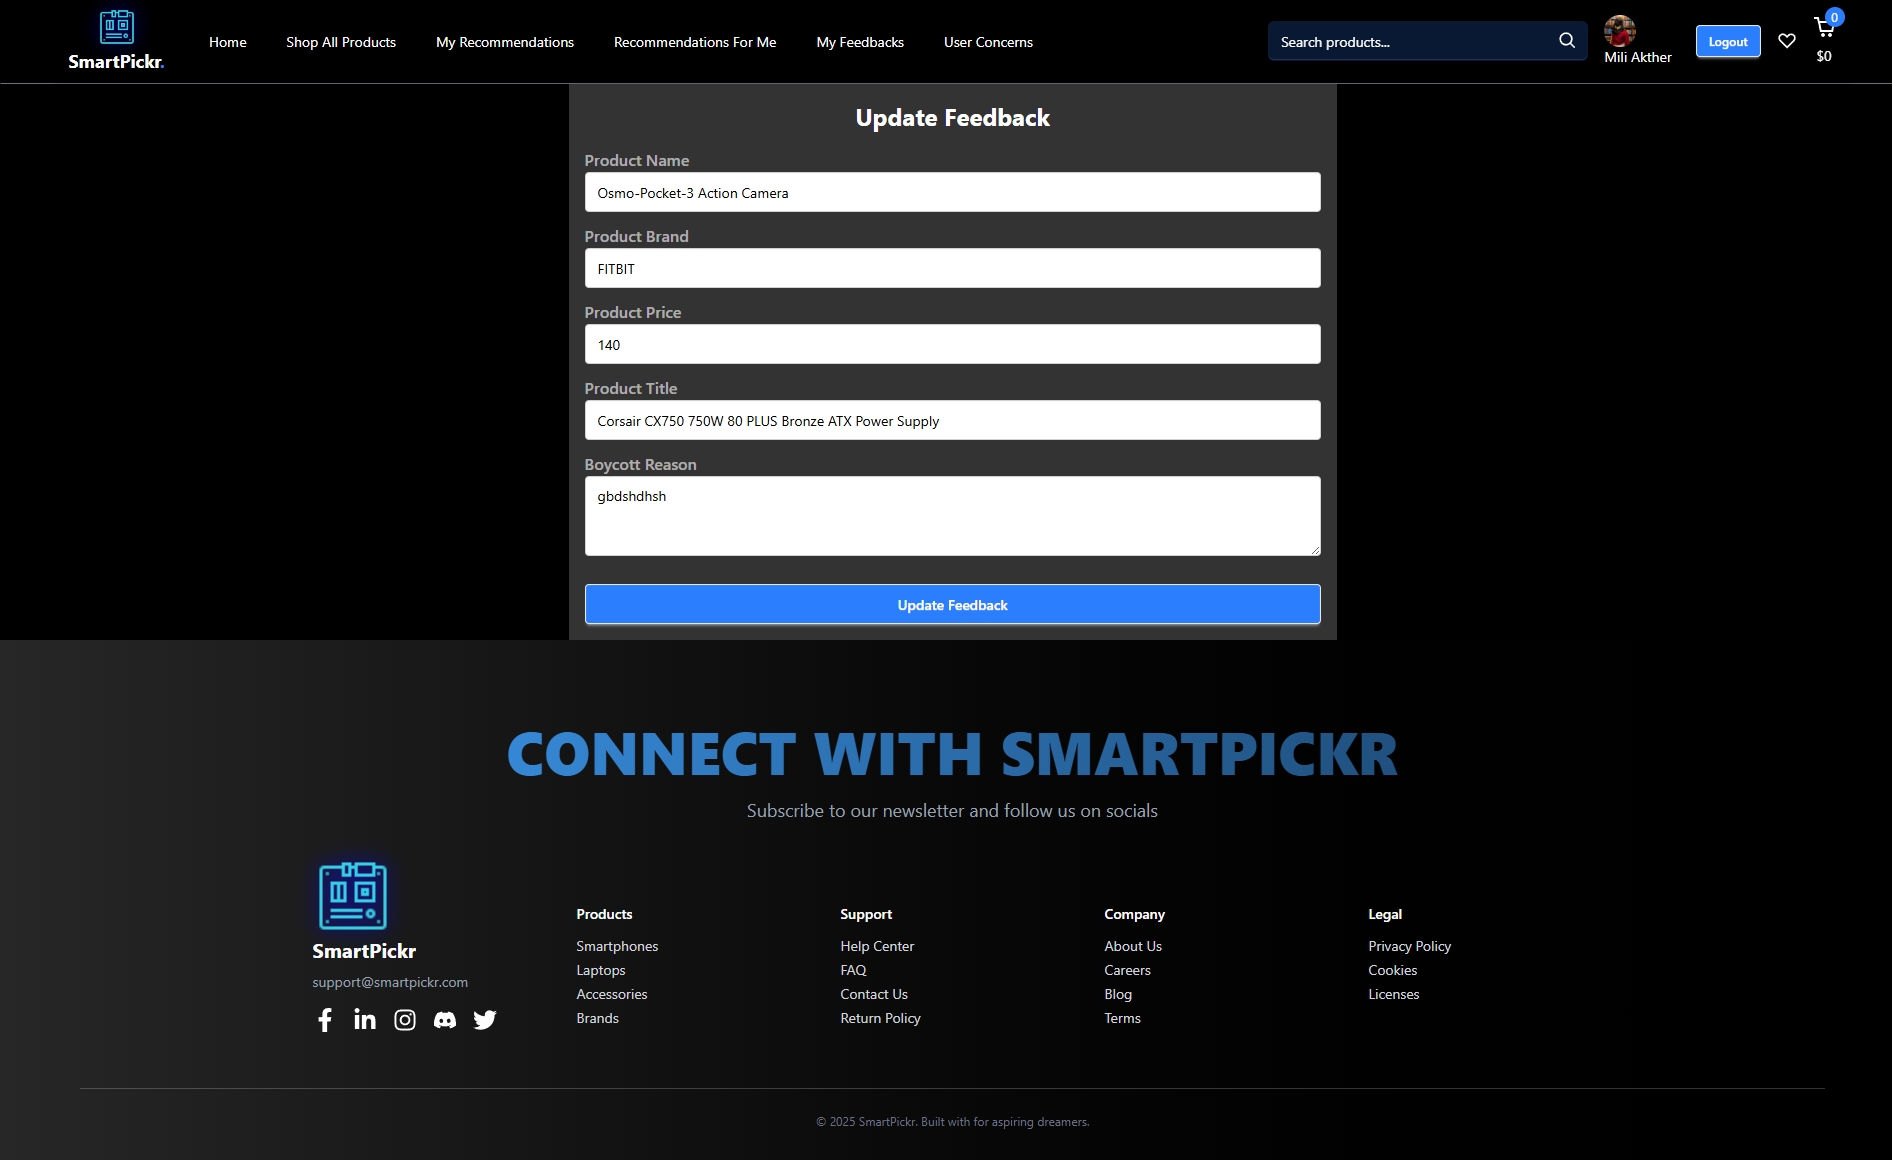 SmartPickr.
Home
Shop All Products
My Recommendations
Recommendations For Me
My Feedbacks
User Concerns
Search products...
Mili Akther
Logout
0
$0
Update Feedback
Product Name
Osmo-Pocket-3 Action Camera
Product Brand
FITBIT
Product Price
140
Product Title
Corsair CX750 750W 80 PLUS Bronze ATX Power Supply
Boycott Reason
gbdshdhsh
Update Feedback
CONNECT WITH SMARTPICKR
Subscribe to our newsletter and follow us on socials
SmartPickr
support@smartpickr.com
Products
Smartphones
Laptops
Accessories
Brands
Support
Help Center
FAQ
Contact Us
Return Policy
Company
About Us
Careers
Blog
Terms
Legal
Privacy Policy
Cookies
Licenses
© 2025 SmartPickr. Built with for aspiring dreamers.